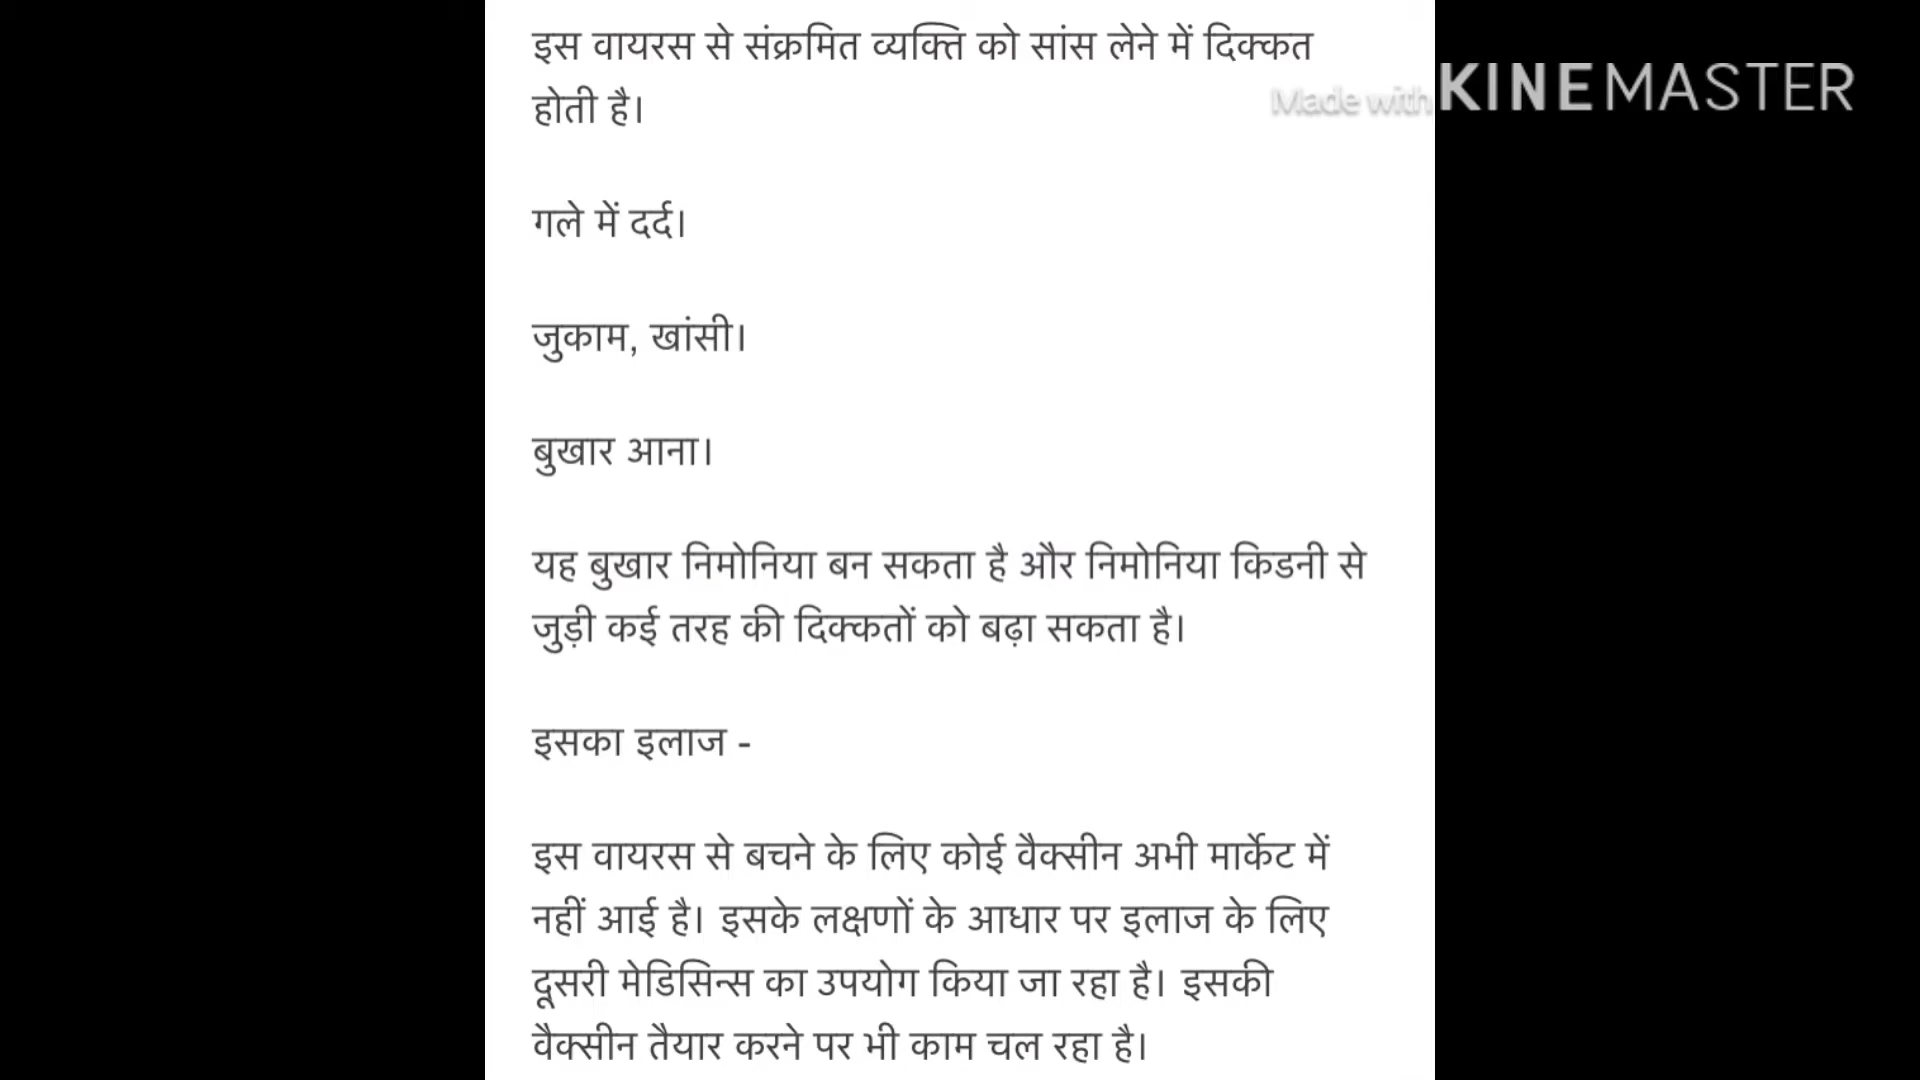 इस वायरस से संक्रमित व्यक्ति को सांस लेने में दिक्कत
होती है।
Made with KINEMASTER
गले में दर्द।
जुकाम, खांसी।
बुखार आना।
यह बुखार निमोनिया बन सकता है और निमोनिया किडनी से
जुड़ी कई तरह की दिक्कतों को बढ़ा सकता है।
इसका इलाज -
इस वायरस से बचने के लिए कोई वैक्सीन अभी मार्केट में
नहीं आई है। इसके लक्षणों के आधार पर इलाज के लिए
दूसरी मेडिसिन्स का उपयोग किया जा रहा है। इसकी
वैक्सीन तैयार करने पर भी काम चल रहा है।